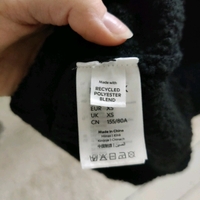 Made with
RECYCLED
POLYESTER
BLEND
EUR XS
UK XS
CN 155/80A
Made in China